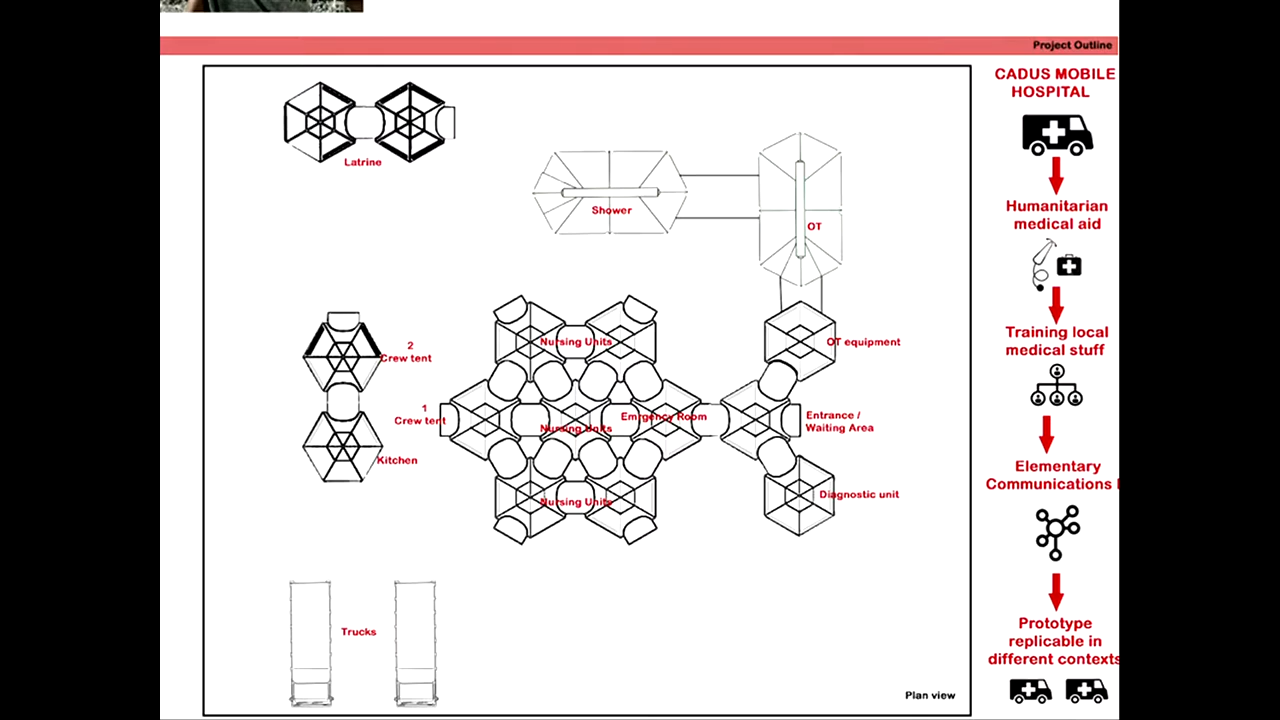 Project Outline
CADUS MOBILE
HOSPITAL
Latrine
Humanitarian
medical aid
Shower
OT
Training local
medical stuff
Nursing Units
OT equipment
2
Crew tent
1
Crew tent
Emrgency Room
Nursing Units
Entrance /
Waiting Area
Kitchen
Elementary
Communications
Nursing Units
Diagnostic unit
Trucks
Prototype
replicable in
different contexts
Plan view